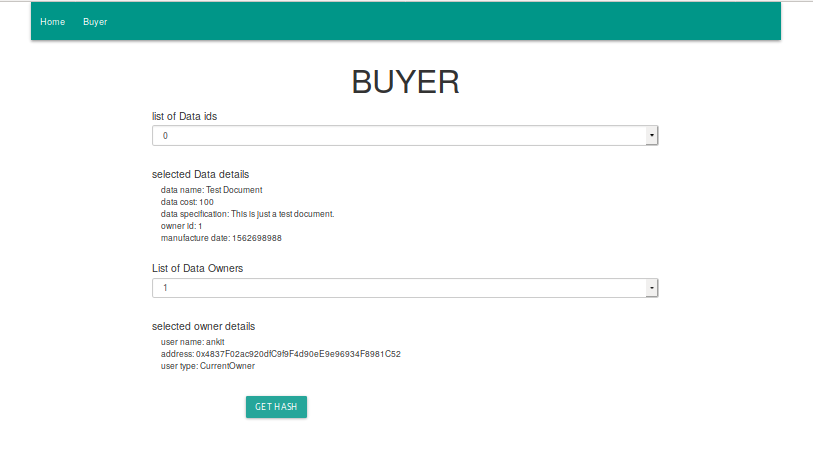 Home Buyer
BUYER
list of Data ids
0
selected Data details
data name: Test Document
data cost: 100
data specification: This is just a test document.
owner id: 1
manufacture date: 1562698988
List of Data Owners
1
selected owner details
user name: ankit
address: 0x4837F02ac920dfC9f9F4d90eE9e96934F8981C52
user type: CurrentOwner
GET HASH